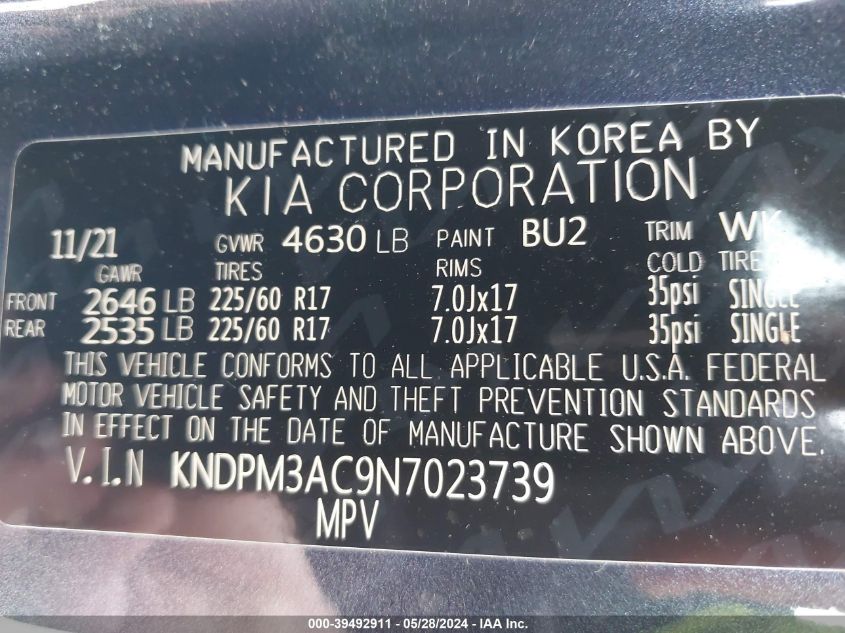 MANUFACTURED IN KOREA BY
KIA CORPORATION
11/21 GVWR 4630 LB PAINT BU2 TRIM WK
GAWR TIRES RIMS COLD TIRE
FRONT 2646 LB 225/60 R17 7.0Jx17 35psi SINGLE
REAR 2535 LB 225/60 R17 7.0Jx17 35psi SINGLE
THIS VEHICLE CONFORMS TO ALL APPLICABLE U.S.A. FEDERAL
MOTOR VEHICLE SAFETY AND THEFT PREVENTION STANDARDS
IN EFFECT ON THE DATE OF MANUFACTURE SHOWN ABOVE.
V.I.N KNDPM3AC9N7023739
MPV
000-39492911 - 05/28/2024 - IAA Inc.